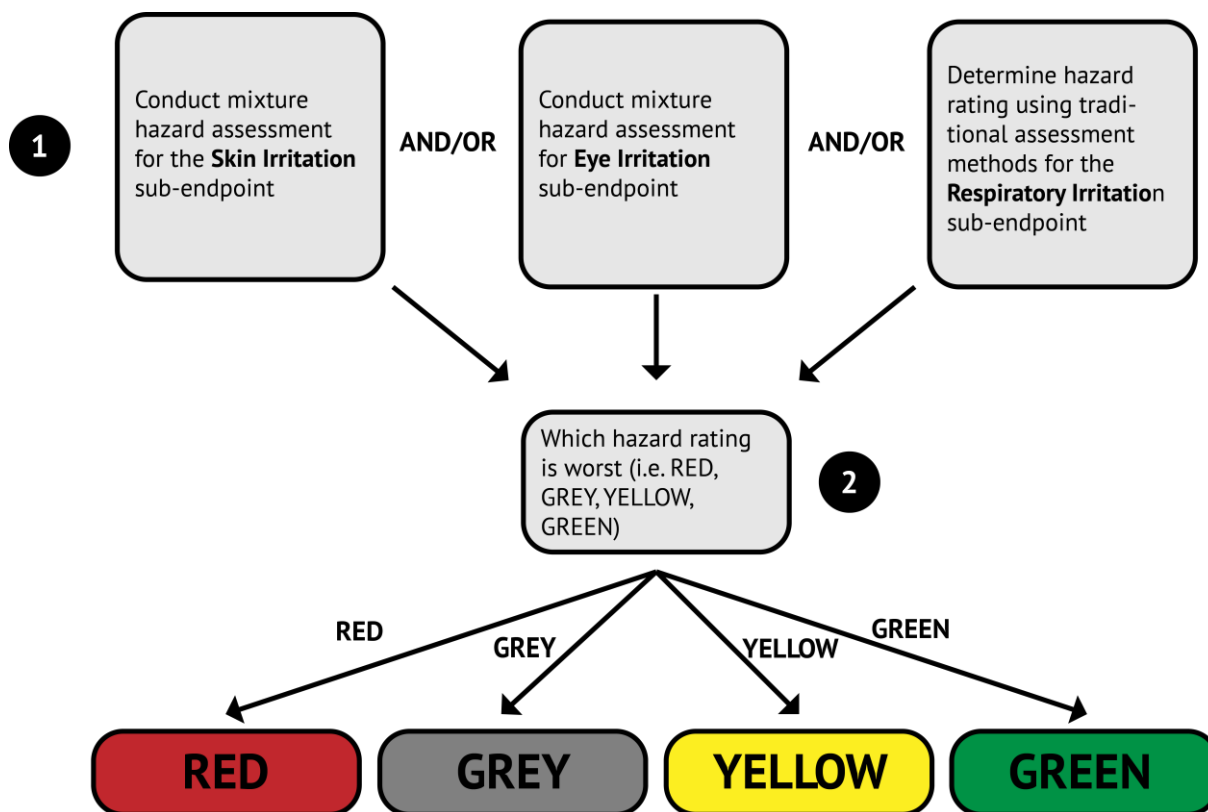 1
Conduct mixture
hazard assessment
for the Skin Irritation
sub-endpoint
AND/OR
Conduct mixture
hazard assessment
for Eye Irritation
sub-endpoint
AND/OR
Determine hazard
rating using tradi-
tional assessment
methods for the
Respiratory Irritation
sub-endpoint
Which hazard rating
is worst (i.e. RED,
GREY, YELLOW,
GREEN)
2
RED
GREY
YELLOW
GREEN
RED
GREY
YELLOW
GREEN